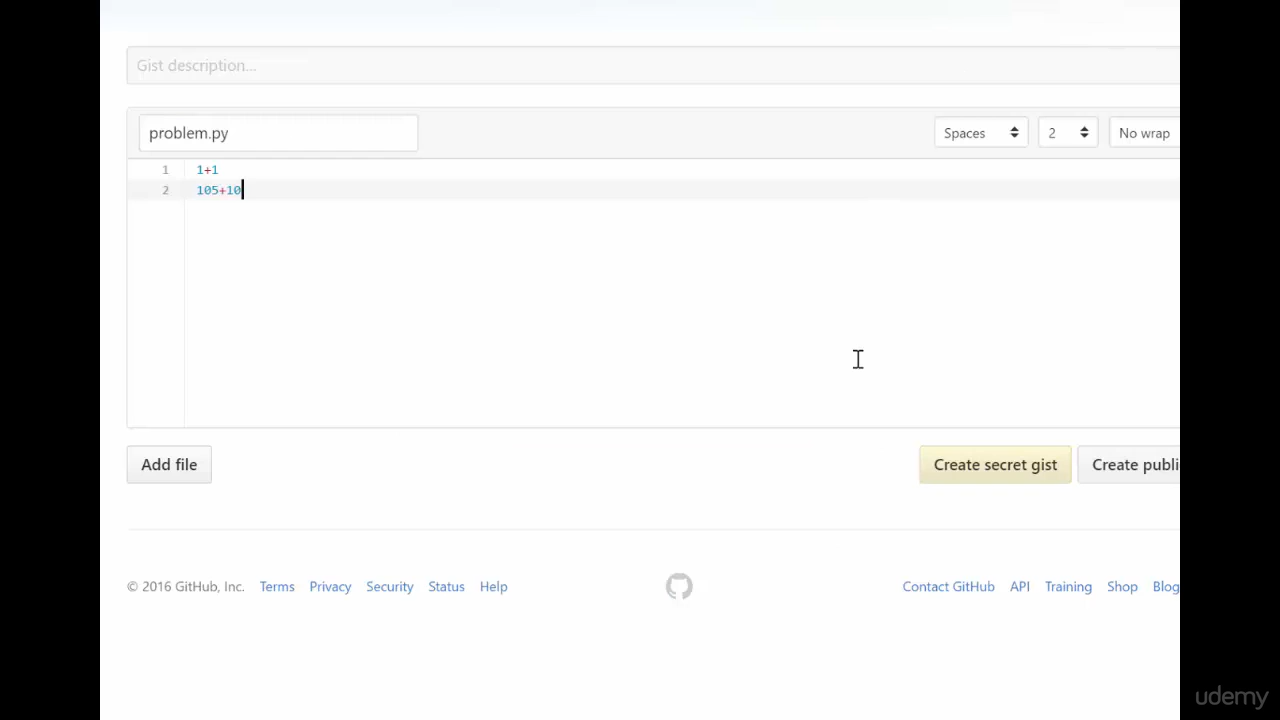 Gist description...
problem.py
Spaces 2 No wrap
1 1+1
2 105+10
Add file
Create secret gist Create publi
© 2016 GitHub, Inc. Terms Privacy Security Status Help
Contact GitHub API Training Shop Blog
udemy